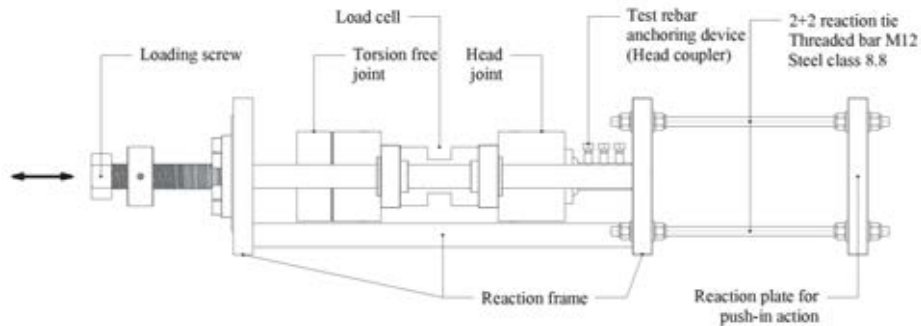 Loading screw
Load cell
Torsion free
joint
Head
joint
Test rebar
anchoring device
(Head coupler)
2+2 reaction tie
Threaded bar M12
Steel class 8.8
Reaction frame
Reaction plate for
push-in action